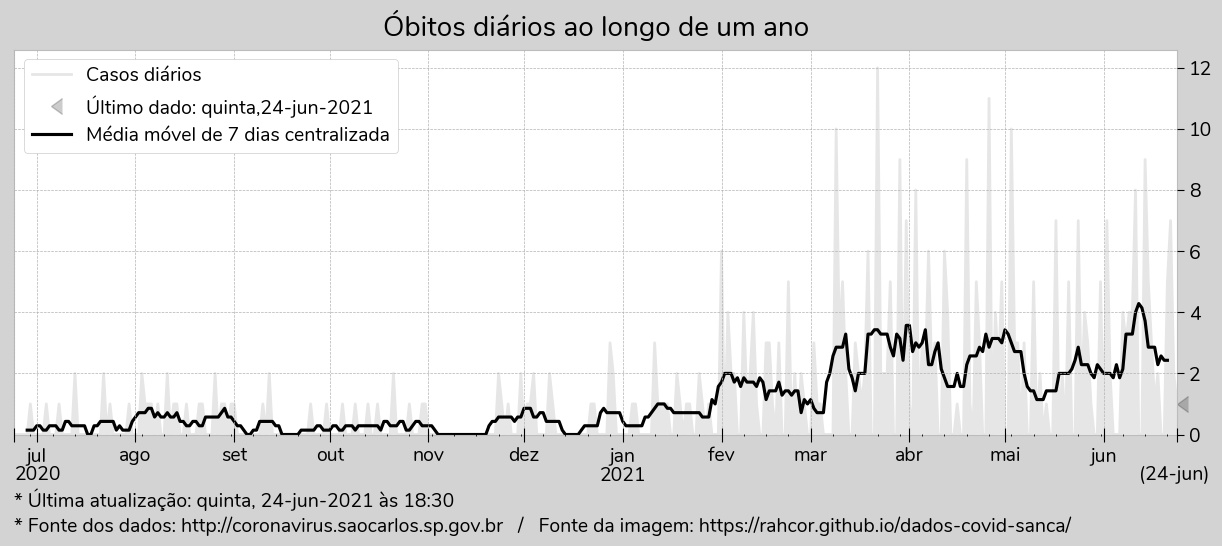 Óbitos diários ao longo de um ano
Casos diários
Último dado: quinta,24-jun-2021
Média móvel de 7 dias centralizada
12
10
8
6
4
2
0
jul ago set out nov dez jan fev mar abr mai jun
2020 2021 (24-jun)
* Última atualização: quinta, 24-jun-2021 às 18:30
* Fonte dos dados: http://coronavirus.saocarlos.sp.gov.br / Fonte da imagem: https://rahcor.github.io/dados-covid-sanca/